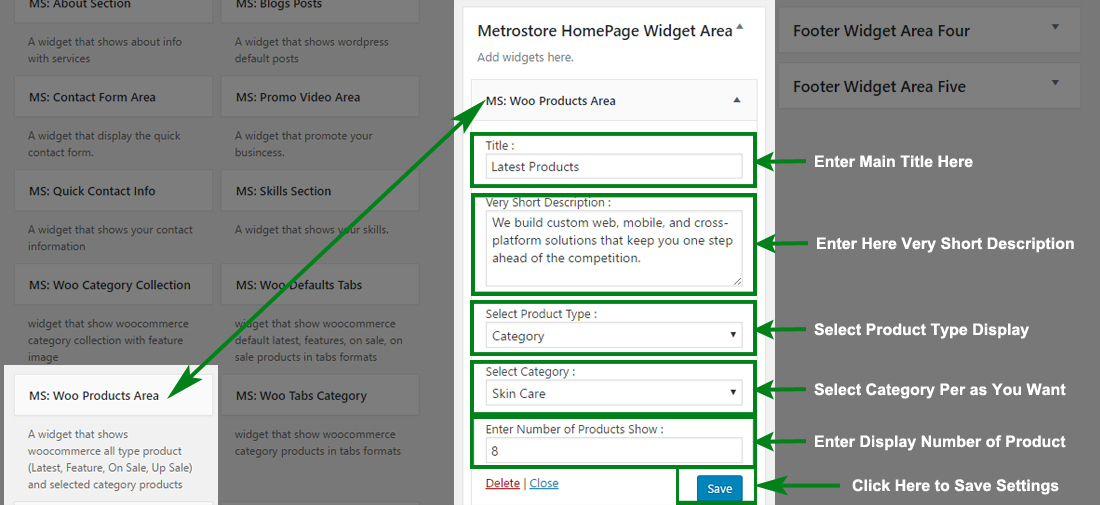 MS: About Section
MS: Blogs Posts
A widget that shows about info
with services
A widget that shows wordpress
default posts
MS: Contact Form Area
MS: Promo Video Area
A widget that display the quick
contact form.
A widget that promote your
business.
MS: Quick Contact Info
MS: Skills Section
A widget that shows your contact
information
A widget that shows your skills.
MS: Woo Category Collection
MS: Woo Defaults Tabs
widget that show woocommerce
category collection with feature
image
widget that show woocommerce
default latest, features, on sale, on
sale products in tabs formats
MS: Woo Products Area
MS: Woo Tabs Category
A widget that shows
woocommerce all type product
(Latest, Feature, On Sale, Up Sale)
and selected category products
widget that show woocommerce
category products in tabs formats
Metrostore HomePage Widget Area
Add widgets here.
MS: Woo Products Area
Title :
Latest Products
Very Short Description :
We build custom web, mobile, and cross-
platform solutions that keep you one step
ahead of the competition.
Select Product Type :
Category
Select Category :
Skin Care
Enter Number of Products Show :
8
Delete | Close
Save
Footer Widget Area Four
Footer Widget Area Five
Enter Main Title Here
Enter Here Very Short Description
Select Product Type Display
Select Category Per as You Want
Enter Display Number of Product
Click Here to Save Settings